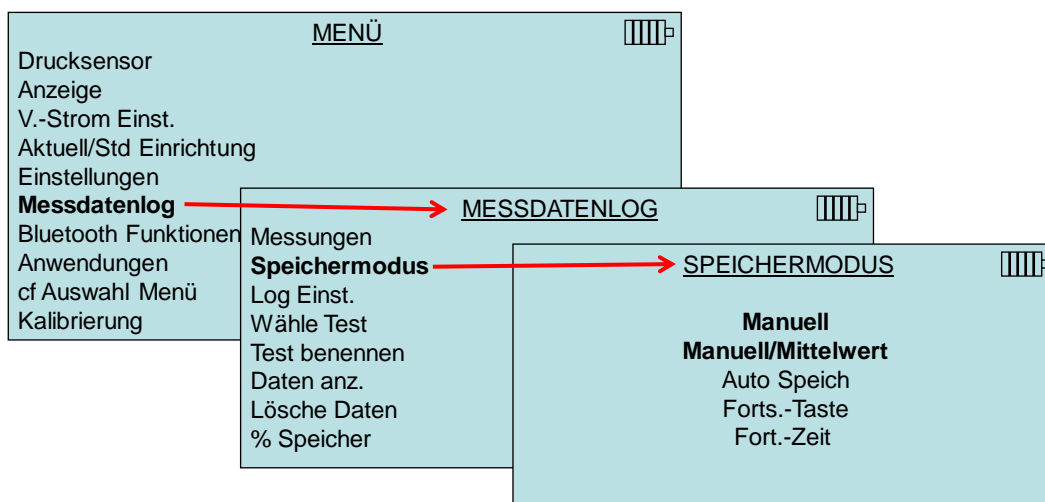 MENÜ
Drucksensor
Anzeige
V.-Strom Einst.
Aktuell/Std Einrichtung
Einstellungen
Messdatenlog
Bluetooth Funktionen
Anwendungen
cf Auswahl Menü
Kalibrierung
MESSDATENLOG
Messungen
Speichermodus
Log Einst.
Wähle Test
Test benennen
Daten anz.
Lösche Daten
% Speicher
SPEICHERMODUS
Manuell
Manuell/Mittelwert
Auto Speich
Forts.-Taste
Fort.-Zeit